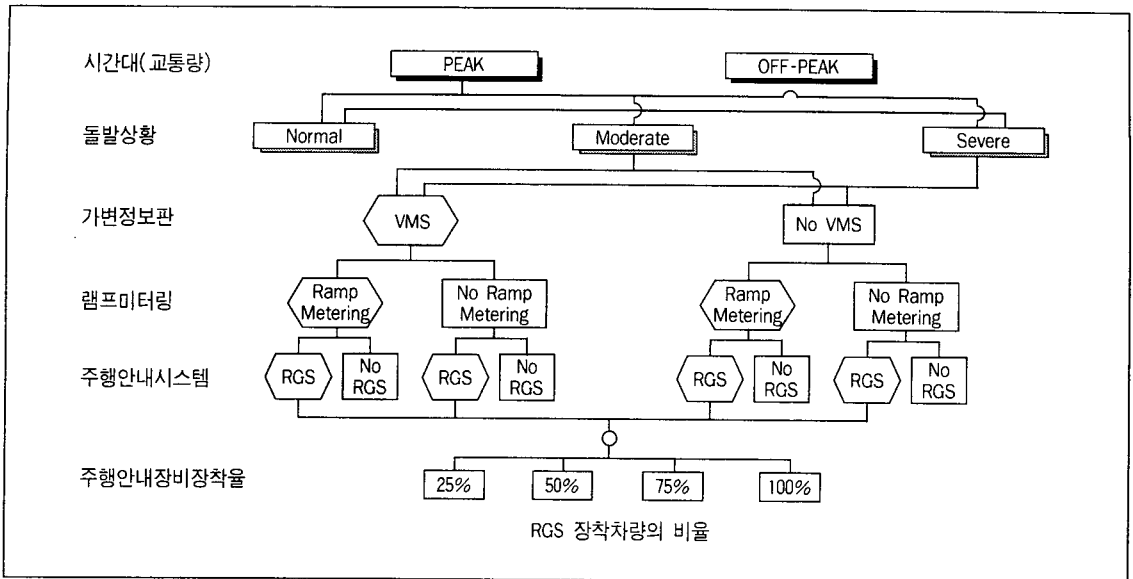 시간대(교통량)
PEAK
OFF-PEAK
돌발상황
Normal
Moderate
Severe
가변정보판
VMS
No VMS
램프미터링
Ramp
Metering
No Ramp
Metering
Ramp
Metering
No Ramp
Metering
주행안내시스템
RGS
No
RGS
RGS
No
RGS
RGS
No
RGS
RGS
No
RGS
주행안내장비장착율
25%
50%
75%
100%
RGS 장착차량의 비율